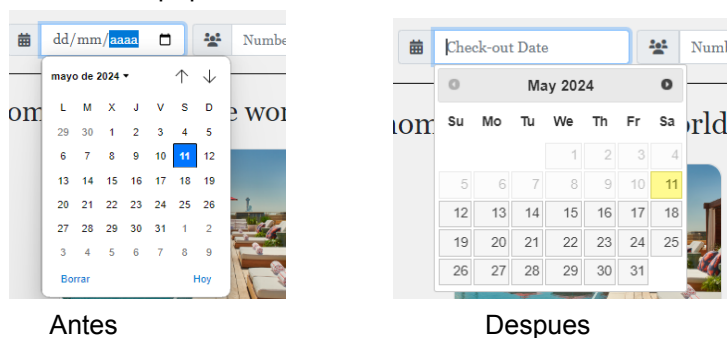 dd/mm/aaaa
Numbe
mayo de 2024
L M X J V S D
29 30 1 2 3 4 5
6 7 8 9 10 11 12
13 14 15 16 17 18 19
20 21 22 23 24 25 26
27 28 29 30 31 1 2
3 4 5 6 7 8 9
Borrar Hoy
om
e wor
Antes
Check-out Date
Numl
May 2024
Su Mo Tu We Th Fr Sa
1 2 3 4
5 6 7 8 9 10 11
12 13 14 15 16 17 18
19 20 21 22 23 24 25
26 27 28 29 30 31
nom
orld
Despues